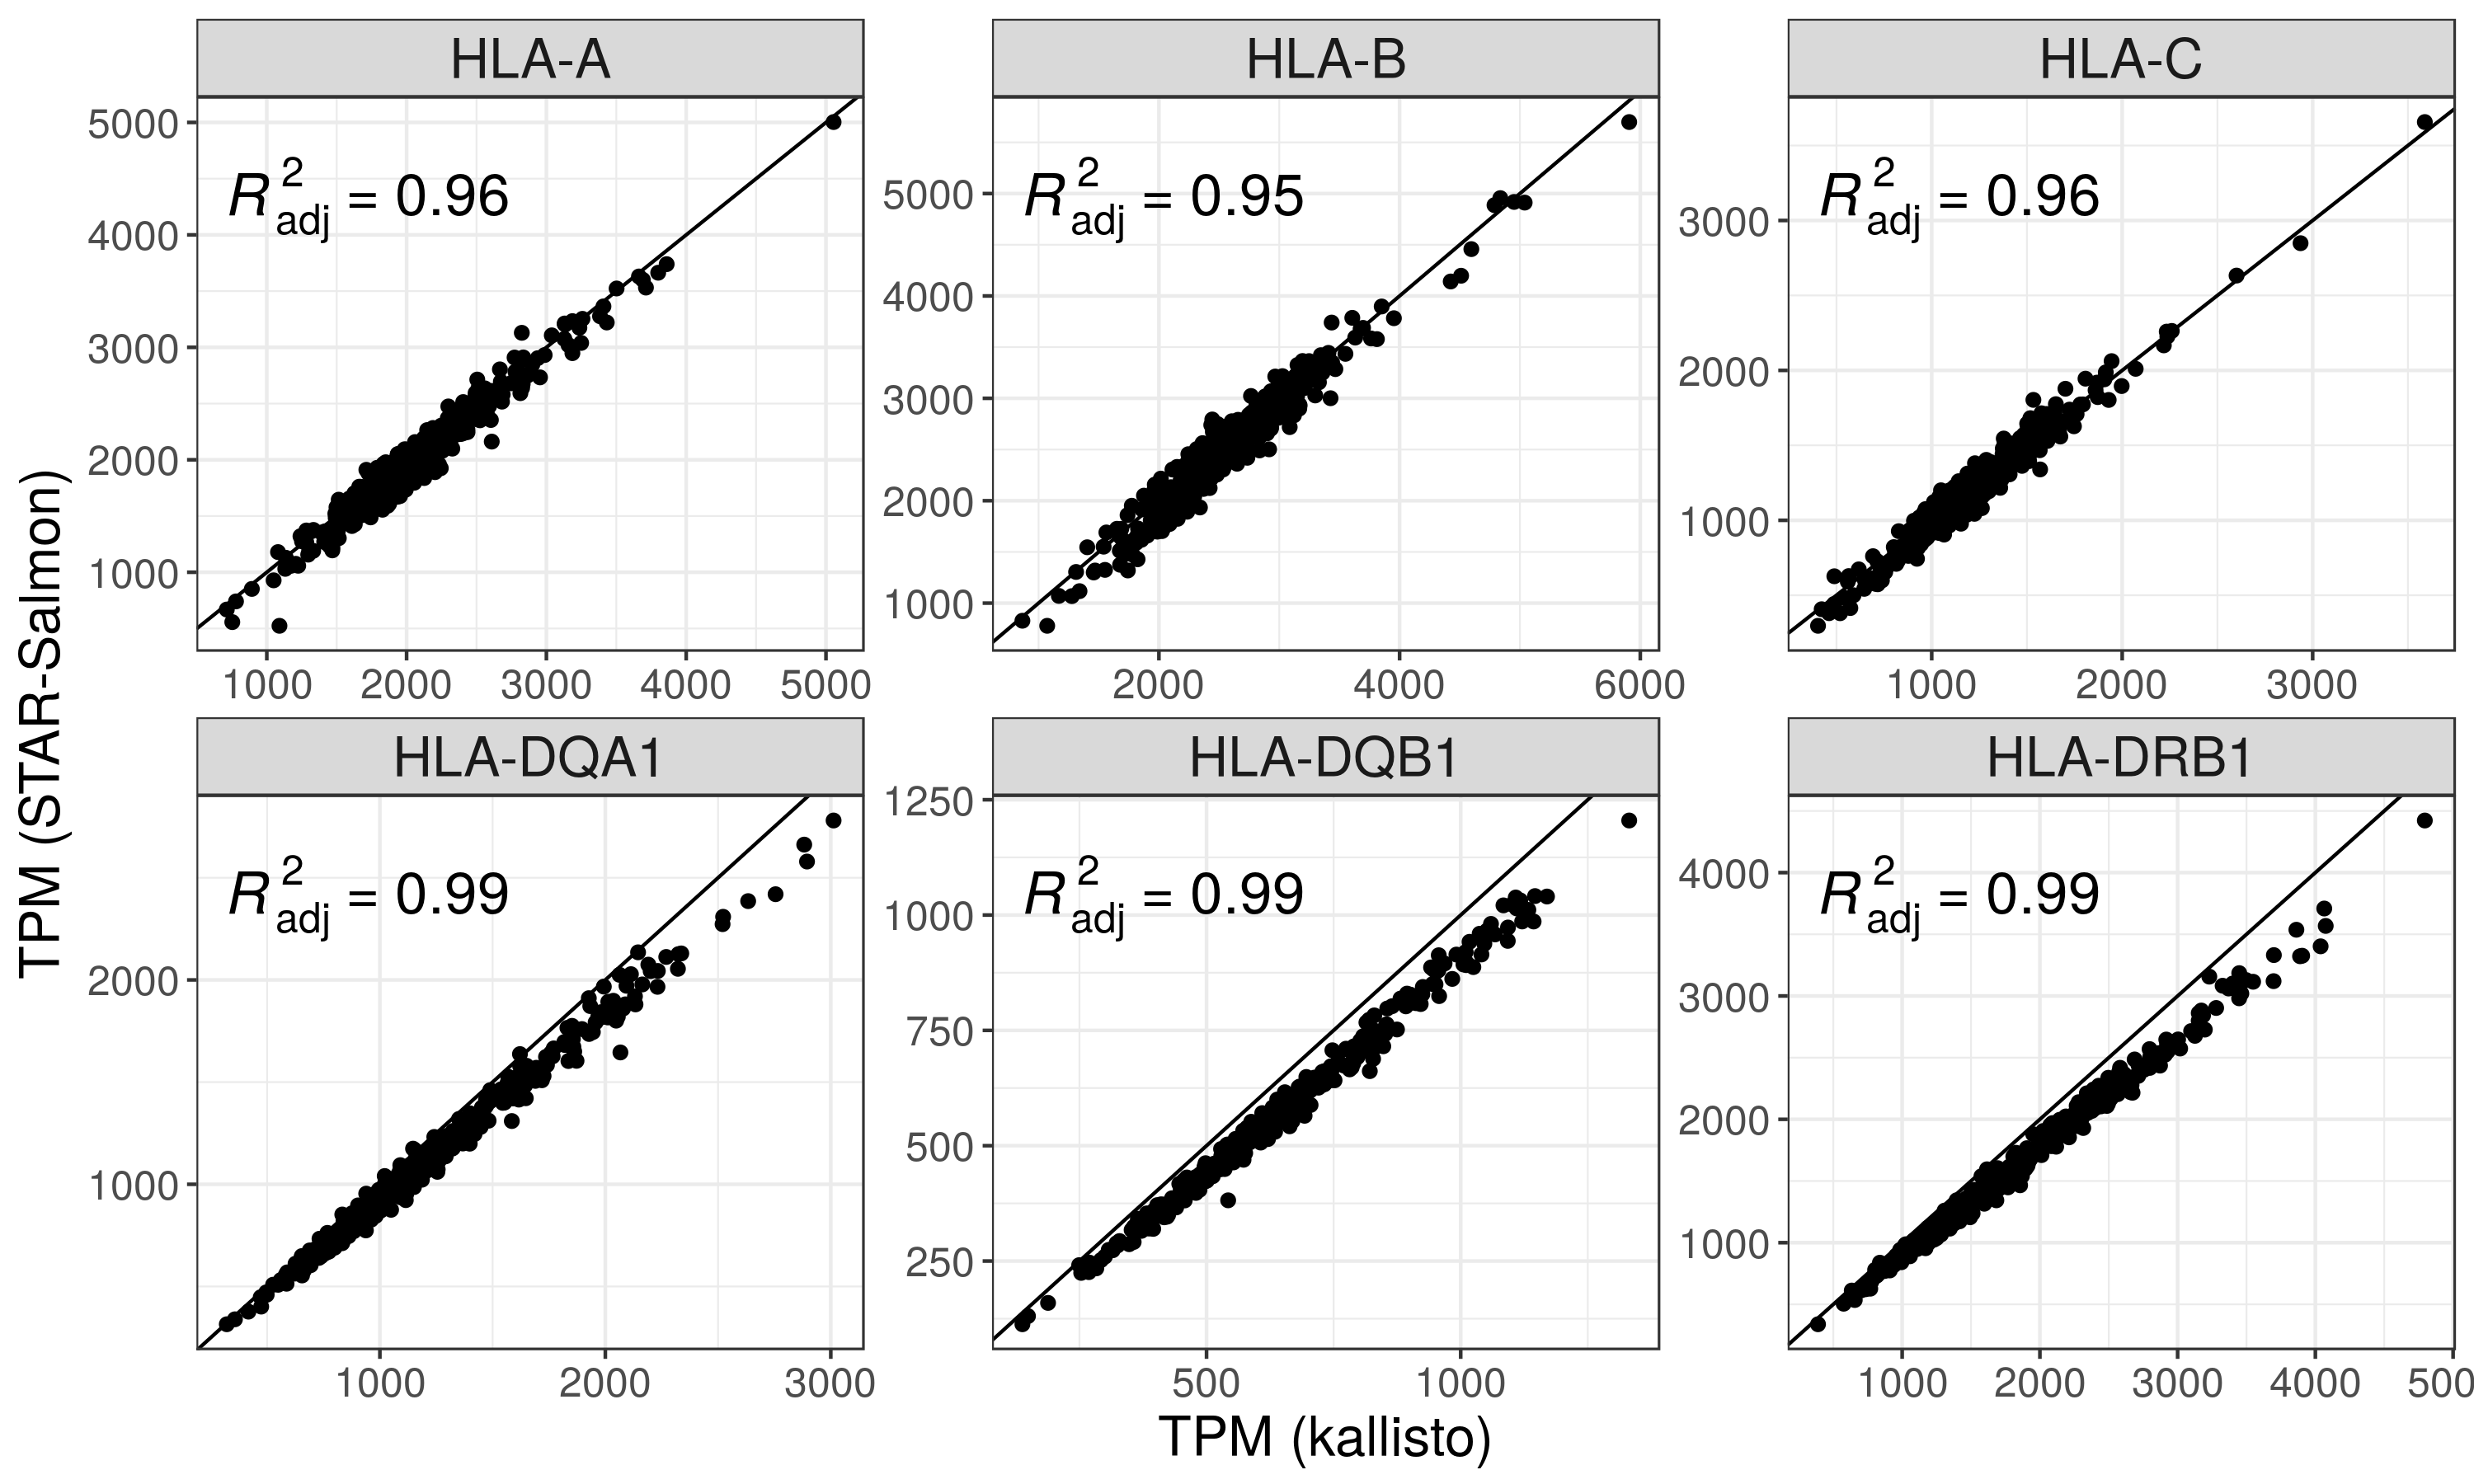 HLA-A
HLA-B
HLA-C
R²adj = 0.96
R²adj = 0.95
R²adj = 0.96
5000
4000
3000
2000
1000
5000
4000
3000
2000
1000
3000
2000
1000
1000 2000 3000 4000 5000
2000 4000 6000
1000 2000 3000
HLA-DQA1
HLA-DQB1
HLA-DRB1
R²adj = 0.99
R²adj = 0.99
R²adj = 0.99
2000
1000
1250
1000
750
500
250
4000
3000
2000
1000
1000 2000 3000
500 1000
1000 2000 3000 4000 500
TPM (kallisto)
TPM (STAR-Salmon)